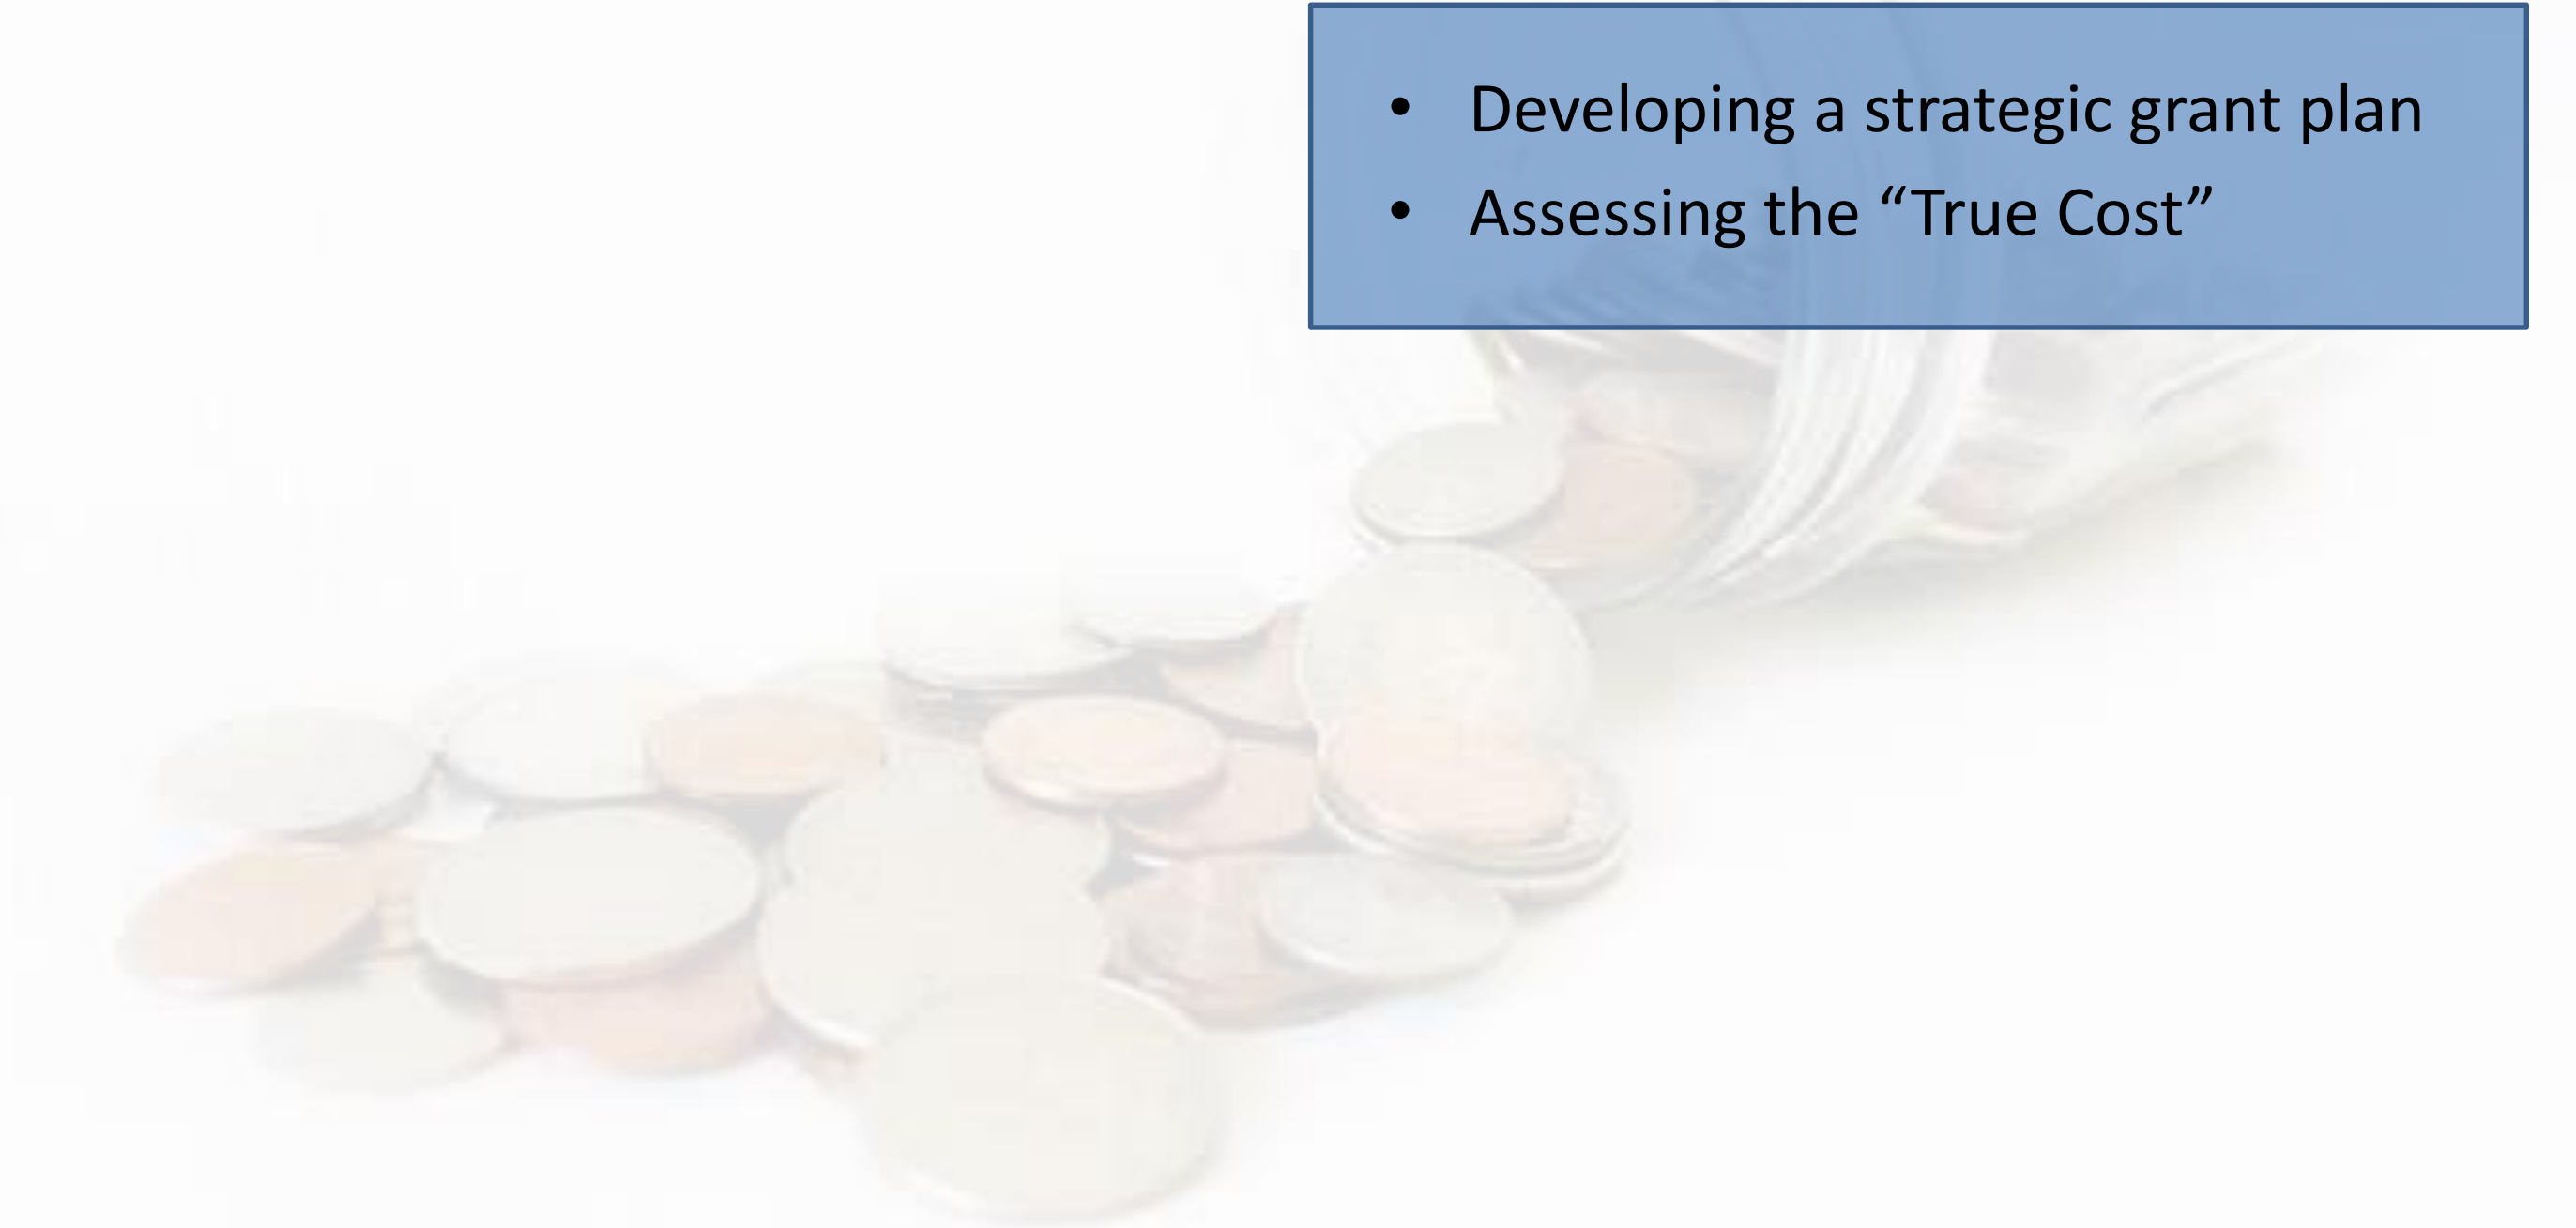 • Developing a strategic grant plan
• Assessing the “True Cost”